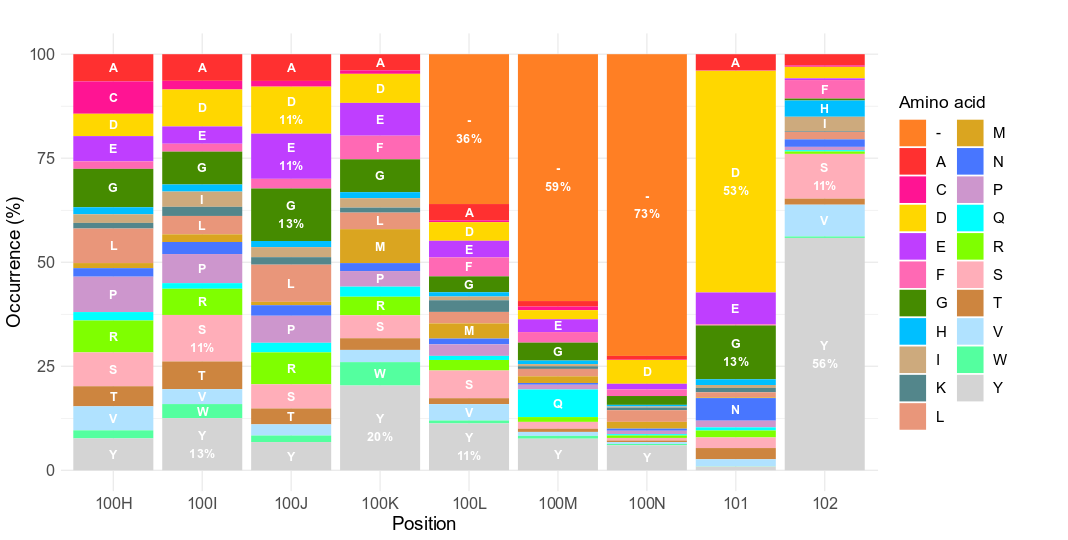 Occurrence (%)
100
75
50
25
0
A
C
D
E
G
L
P
R
S
T
V
Y
A
D
E
G
I
L
P
R
S
11%
T
V
W
Y
13%
A
D
11%
E
11%
G
13%
L
P
R
S
T
Y
A
D
E
F
G
L
M
P
R
S
W
Y
20%
-
36%
A
D
E
F
G
M
S
V
Y
11%
-
59%
E
G
Q
Y
-
73%
D
Y
A
D
53%
E
G
13%
N
F
H
I
S
11%
V
Y
56%
100H 100I 100J 100K 100L 100M 100N 101 102
Position
Amino acid
- M
A N
C P
D Q
E R
F S
G T
H V
I W
K Y
L